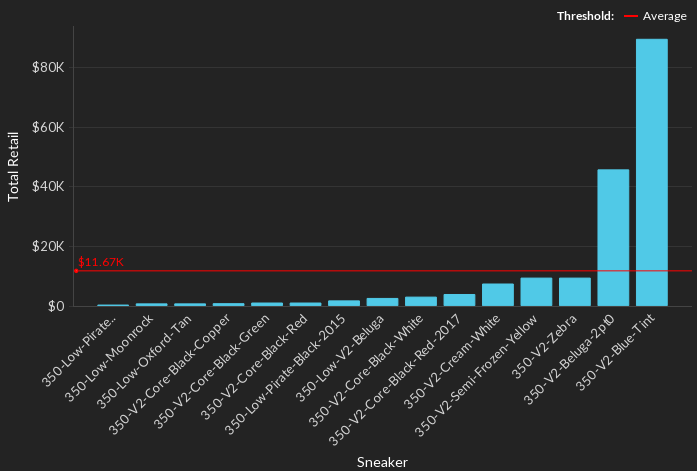 Threshold: Average
Total Retail
$80K
$60K
$40K
$20K
$0
$11.67K
350-Low-Pirate..
350-Low-Moonrock
350-Low-Oxford-Tan
350-V2-Core-Black-Copper
350-V2-Core-Black-Green
350-V2-Core-Black-Red
350-Low-Pirate-Black-2015
350-Low-V2-Beluga
350-V2-Core-Black-White
350-V2-Core-Black-Red-2017
350-V2-Cream-White
350-V2-Semi-Frozen-Yellow
350-V2-Zebra
350-V2-Beluga-2pt0
350-V2-Blue-Tint
Sneaker